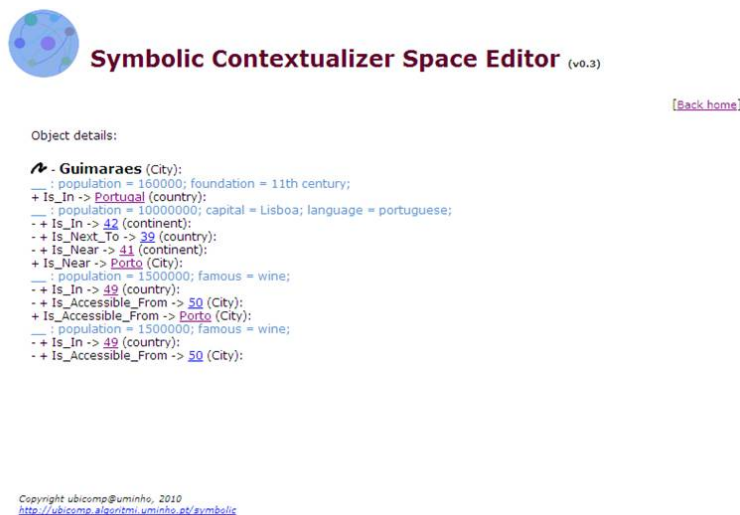 Symbolic Contextualizer Space Editor (v0.3)
[Back home]
Object details:
- Guimaraes (City):
__ : population = 160000; foundation = 11th century;
+ Is_In -> Portugal (country):
__ : population = 10000000; capital = Lisboa; language = portuguese;
- + Is_In -> 42 (continent):
- + Is_Next_To -> 39 (country):
- + Is_Near -> 41 (continent):
+ Is_Near -> Porto (City):
__ : population = 1500000; famous = wine;
- + Is_In -> 49 (country):
- + Is_Accessible_From -> 50 (City):
+ Is_Accessible_From -> Porto (City):
__ : population = 1500000; famous = wine;
- + Is_In -> 49 (country):
- + Is_Accessible_From -> 50 (City):
Copyright ubicomp@uminho, 2010
http://ubicomp.algoritmi.uminho.pt/symbolic